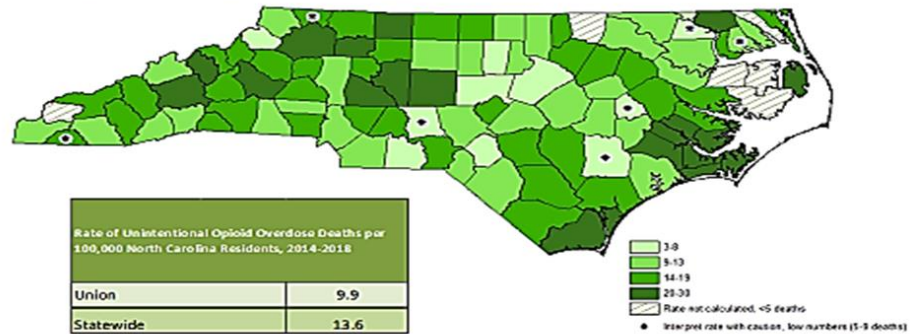 Rate of Unintentional Opioid Overdose Deaths per
100,000 North Carolina Residents, 2014-2018
Union 9.9
Statewide 13.6
3-8
9-13
14-19
20-30
Rate not calculated, <5 deaths
Interpret rate with caution, low numbers (5-9 deaths)